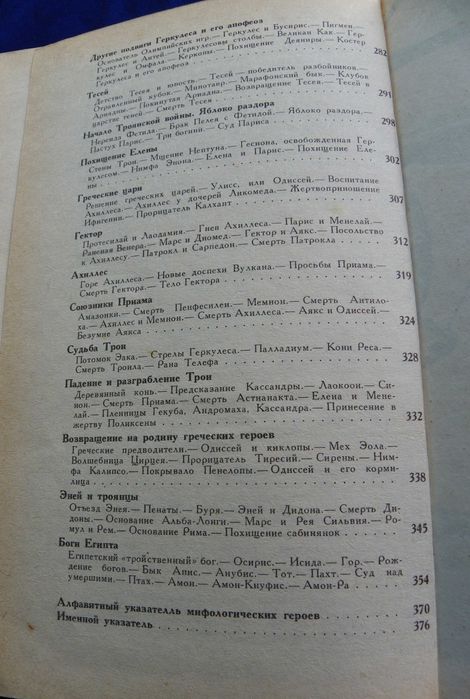 Другие подвиги Геркулеса и его апофеоз
Основатель Олимпийских игр.— Геркулес и Бусирис.— Пигмеи.—
Геркулес и Антей.— Геркулесовы столбы.— Великан Как.— Гер-
кулес и Омфала.— Керкопы.— Похищение Деяниры.— Костер
Геркулеса и его апофеоз . . . 282
Тесей
Детство Тесея и юность.— Тесей — победитель разбойников.—
Отравленный кубок.— Минотавр.— Марафонский бык.— Клубок
Ариадны.— Покинутая Ариадна.— Возвращение Тесея.— Тесей в
царстве теней.— Смерть Тесея . . . 291
Начало Троянской войны. Яблоко раздора
Нереида Фетида.— Брак Пелея с Фетидой.— Яблоко раздора.—
Пастух Парис.— Три богини.— Суд Париса . . . 298
Похищение Елены
Стены Трои.— Мщение Нептуна.— Гесиона, освобожденная Гер-
кулесом.— Нимфа Энона.— Елена и Парис.— Похищение Еле-
ны . . . 302
Греческие цари
Решение греческих царей.— Улисс, или Одиссей.— Воспитание
Ахиллеса.— Ахиллес у дочерей Ликомеда.— Жертвоприношение
Ифигении.— Прорицатель Калхант . . . 307
Гектор
Протесилай и Лаодамия.— Гнев Ахиллеса.— Парис и Менелай.—
Раненая Венера.— Марс и Диомед.— Гектор и Аякс.— Посольство
к Ахиллесу.— Патрокл и Сарпедон.— Смерть Патрокла . . . 312
Ахиллес
Горе Ахиллеса.— Новые доспехи Вулкана.— Просьбы Приама.—
Смерть Гектора.— Тело Гектора . . . 319
Союзники Приама
Амазонки.— Смерть Пенфесилеи.— Мемнон.— Смерть Антило-
ха.— Ахиллес и Мемнон.— Смерть Ахиллеса.— Аякс и Одиссей.—
Безумие Аякса . . . 324
Судьба Трои
Потомок Эака.— Стрелы Геркулеса.— Палладиум.— Кони Реса.—
Смерть Троила.— Рана Телефа . . . 328
Падение и разграбление Трои
Деревянный конь.— Предсказание Кассандры.— Лаокоон.— Си-
нон.— Смерть Приама.— Смерть Астианакта.— Елена и Мене-
лай.— Пленницы Гекуба, Андромаха, Кассандра.— Принесение в
жертву Поликсены . . . 332
Возвращение на родину греческих героев
Греческие предводители.— Одиссей и киклопы.— Мех Эола.—
Волшебница Цирцея.— Прорицатель Тиресий.— Сирены.— Ним-
фа Калипсо.— Покрывало Пенелопы.— Одиссей и его корми-
лица . . . 338
Эней и троянцы
Отъезд Энея.— Пенаты.— Буря.— Эней и Дидона.— Смерть Ди-
доны.— Основание Альба-Лонги.— Марс и Рея Сильвия.— Ро-
мул и Рем.— Основание Рима.— Похищение сабинянок . . . 345
Боги Египта
Египетский «тройственный» бог.— Осирис.— Исида.— Гор.— Рож-
дение богов.— Бык Апис.— Анубис.— Тот.— Пахт.— Суд над
умершими.— Птах.— Амон.— Амон-Кнуфис.— Амон-Ра . . . 354
Алфавитный указателль мифологических героев . . . 370
Именной указатель . . . 376